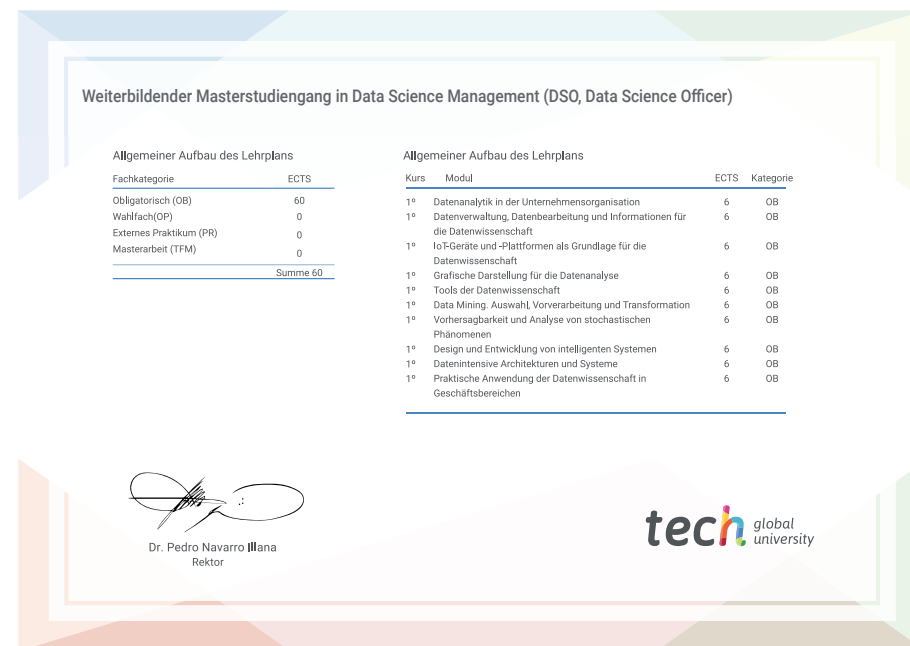 Weiterbildender Masterstudiengang in Data Science Management (DSO, Data Science Officer)
Allgemeiner Aufbau des Lehrplans
Fachkategorie ECTS
Obligatorisch (OB) 60
Wahlfach(OP) 0
Externes Praktikum (PR) 0
Masterarbeit (TFM) 0
Summe 60
Allgemeiner Aufbau des Lehrplans
Kurs Modul ECTS Kategorie
1º Datenanalytik in der Unternehmensorganisation 6 OB
1º Datenverwaltung, Datenbearbeitung und Informationen für 6 OB
die Datenwissenschaft
1º IoT-Geräte und -Plattformen als Grundlage für die 6 OB
Datenwissenschaft
1º Grafische Darstellung für die Datenanalyse 6 OB
1º Tools der Datenwissenschaft 6 OB
1º Data Mining. Auswahl, Vorverarbeitung und Transformation 6 OB
1º Vorhersagbarkeit und Analyse von stochastischen 6 OB
Phänomenen
1º Design und Entwicklung von intelligenten Systemen 6 OB
1º Datenintensive Architekturen und Systeme 6 OB
1º Praktische Anwendung der Datenwissenschaft in 6 OB
Geschäftsbereichen
Dr. Pedro Navarro Illana
Rektor
tech global
university